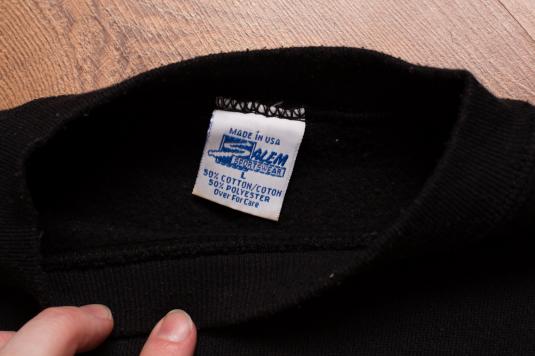 MADE in USA
SALEM
SPORTSWEAR
L
50% COTTON/COTON
50% POLYESTER
Over For Care